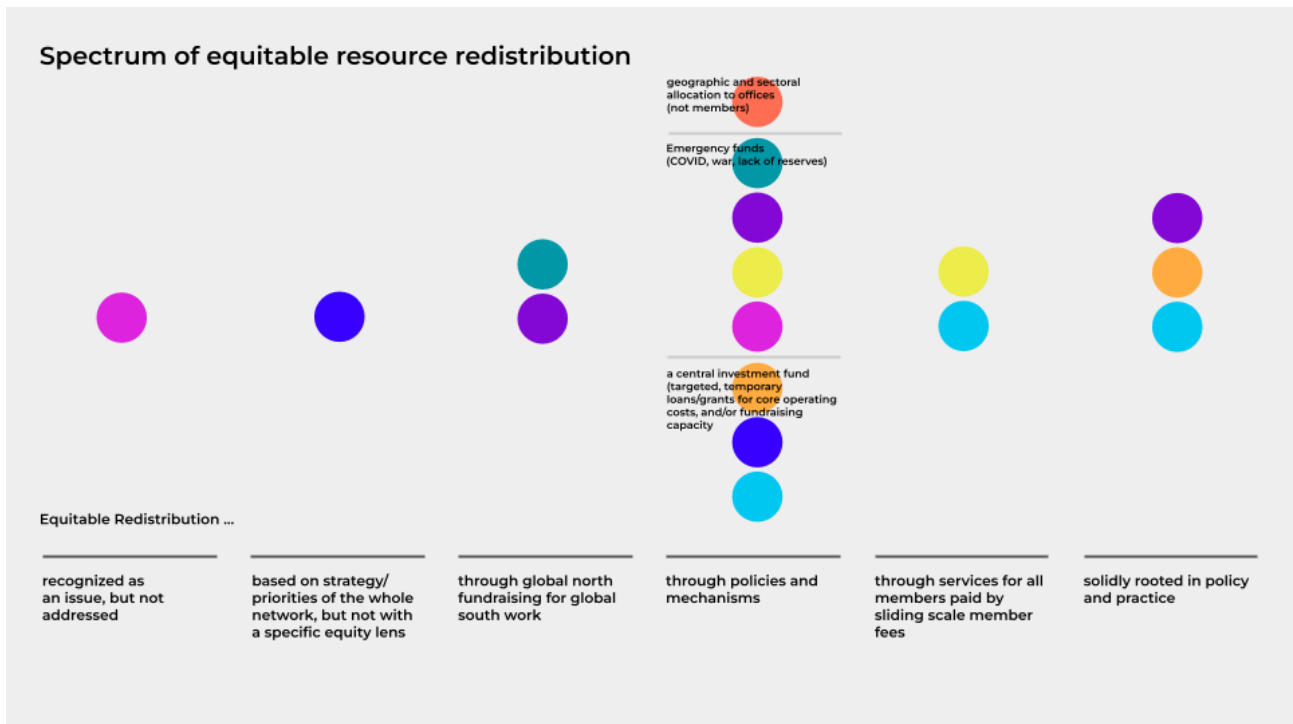 Spectrum of equitable resource redistribution
geographic and sectoral
allocation to offices
(not members)
Emergency funds
(COVID, war, lack of reserves)
a central investment fund
(targeted, temporary
loans/grants for core operating
costs, and/or fundraising
capacity
Equitable Redistribution ...
recognized as
an issue, but not
addressed
based on strategy/
priorities of the whole
network, but not with
a specific equity lens
through global north
fundraising for global
south work
through policies and
mechanisms
through services for all
members paid by
sliding scale member
fees
solidly rooted in policy
and practice